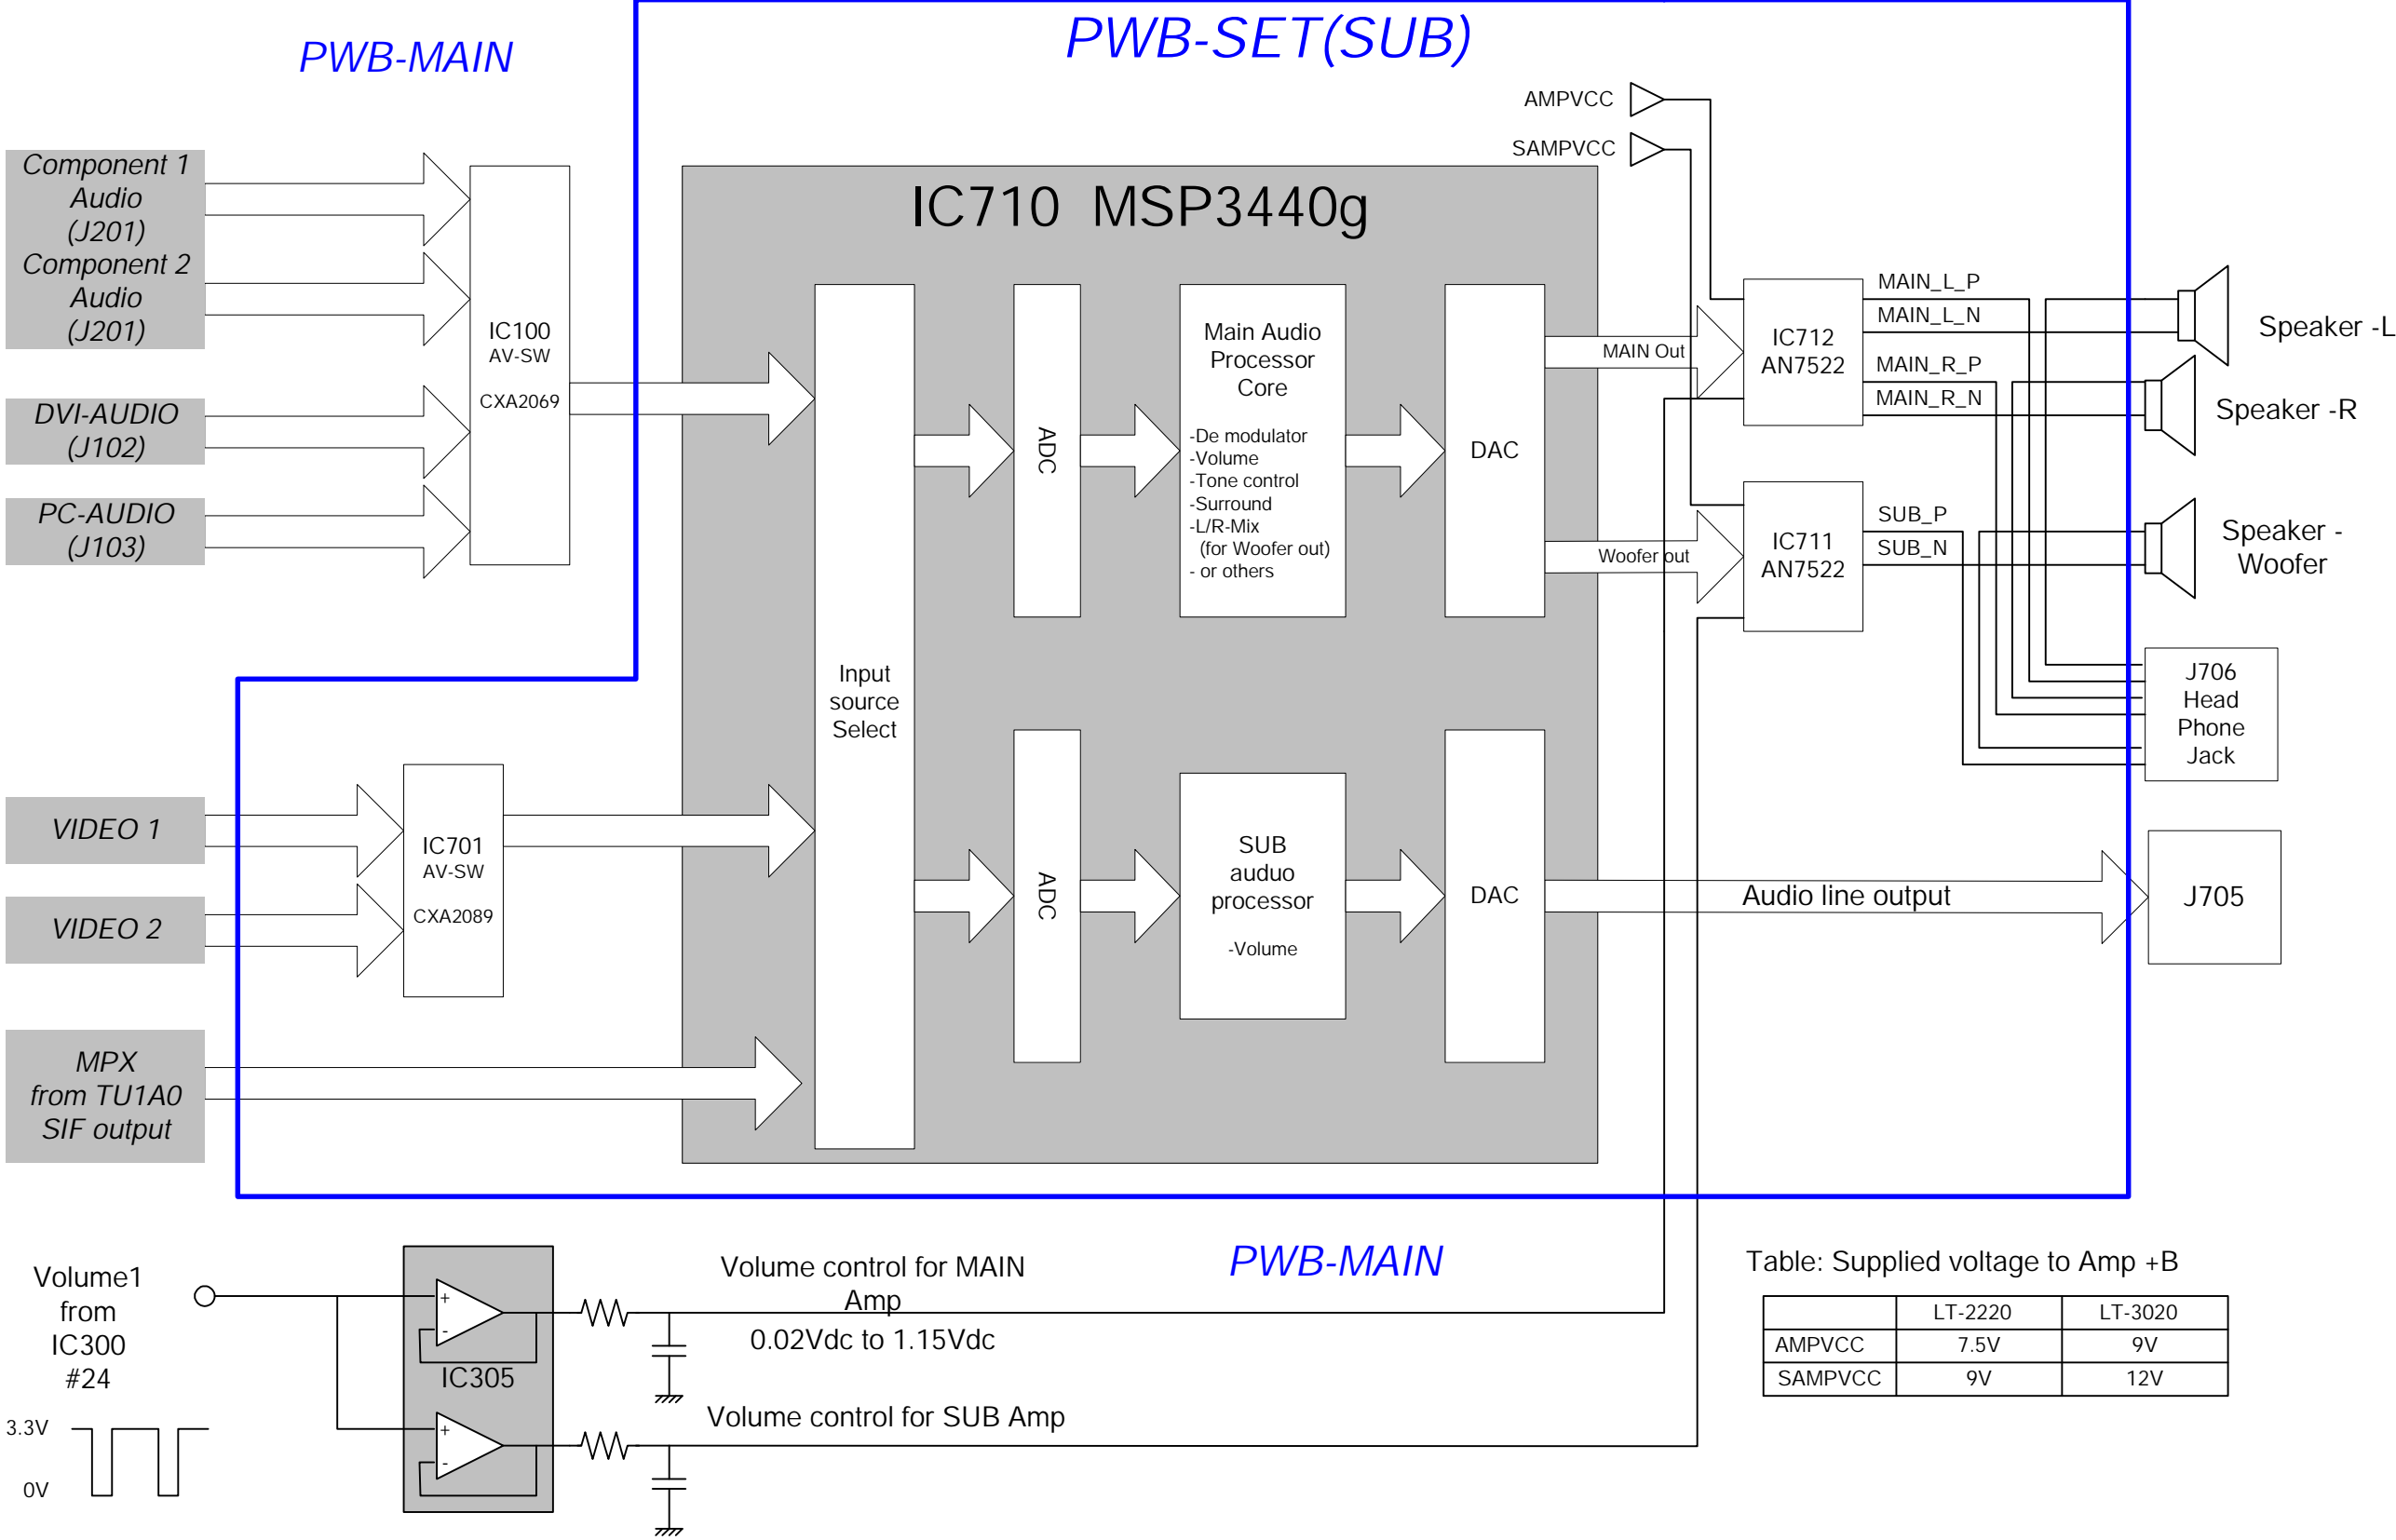 PWB-MAIN
PWB-SET(SUB)
AMPVCC
SAMPVCC
Component 1
Audio
(J201)
Component 2
Audio
(J201)
DVI-AUDIO
(J102)
PC-AUDIO
(J103)
IC100
AV-SW
CXA2069
IC710 MSP3440g
Input
source
Select
ADC
Main Audio
Processor
Core
-De modulator
-Volume
-Tone control
-Surround
-L/R-Mix
(for Woofer out)
- or others
DAC
MAIN Out
Woofer out
IC712
AN7522
MAIN_L_P
MAIN_L_N
MAIN_R_P
MAIN_R_N
IC711
AN7522
SUB_P
SUB_N
Speaker -L
Speaker -R
Speaker -
Woofer
J706
Head
Phone
Jack
VIDEO 1
VIDEO 2
IC701
AV-SW
CXA2089
MPX
from TU1A0
SIF output
ADC
SUB
auduo
processor
-Volume
DAC
Audio line output
J705
Volume1
from
IC300
#24
3.3V
0V
+
-
IC305
+
-
Volume control for MAIN
Amp
0.02Vdc to 1.15Vdc
Volume control for SUB Amp
PWB-MAIN
Table: Supplied voltage to Amp +B
LT-2220 LT-3020
AMPVCC 7.5V 9V
SAMPVCC 9V 12V